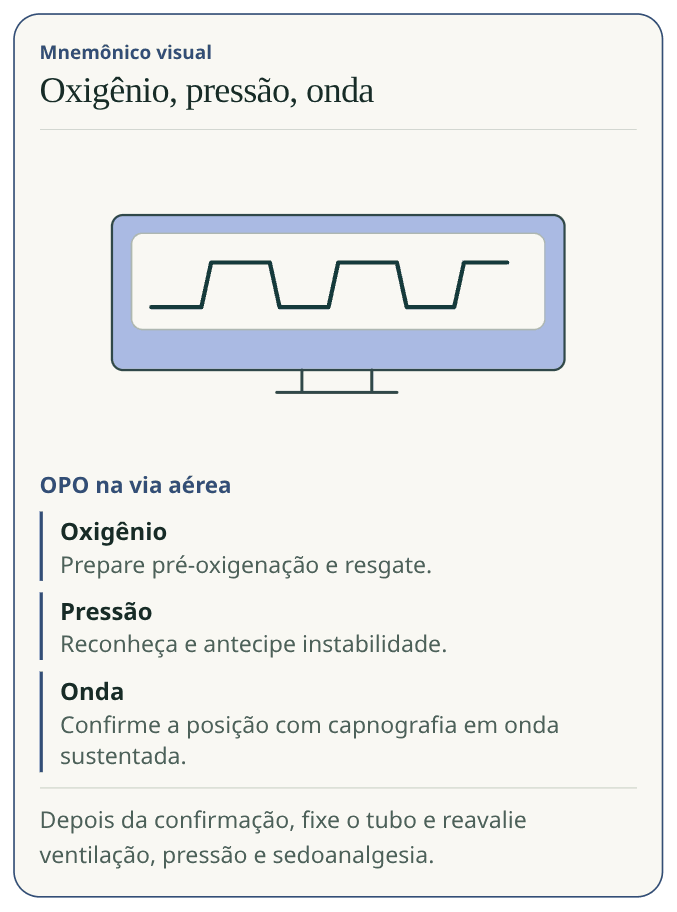 Mnemônico visual
Oxigênio, pressão, onda
OPO na via aérea
Oxigênio
Prepare pré-oxigenação e resgate.
Pressão
Reconheça e antecipe instabilidade.
Onda
Confirme a posição com capnografia em onda
sustentada.
Depois da confirmação, fixe o tubo e reavalie
ventilação, pressão e sedoanalgesia.